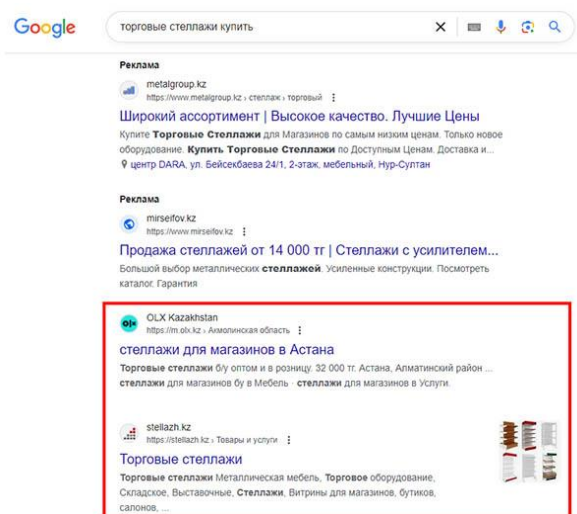 Google
торговые стеллажи купить
Реклама
metalgroup.kz
https://www.metalgroup.kz › стеллаж › торговый
Широкий ассортимент | Высокое качество. Лучшие Цены
Купите Торговые Стеллажи для Магазинов по самым низким ценам. Только новое
оборудование. Купить Торговые Стеллажи по Доступным Ценам. Доставка и...
центр DARA, ул. Бейсекбаева 24/1, 2-этаж, мебельный, Нур-Султан
Реклама
mirseifov.kz
https://www.mirseifov.kz
Продажа стеллажей от 14 000 тг | Стеллажи с усилителем...
Большой выбор металлических стеллажей. Усиленные конструкции. Посмотреть
каталог. Гарантия
OLX Kazakhstan
https://m.olx.kz › Акмолинская область
стеллажи для магазинов в Астана
Торговые стеллажи б/у оптом и в розницу. 32 000 тг. Астана, Алматинский район ...
стеллажи для магазинов бу в Мебель · стеллажи для магазинов в Услуги.
stellazh.kz
https://stellazh.kz › Товары и услуги
Торговые стеллажи
Торговые стеллажи Металлическая мебель, Торговое оборудование,
Складское, Выставочные, Стеллажи, Витрины для магазинов, бутиков,
салонов, ...